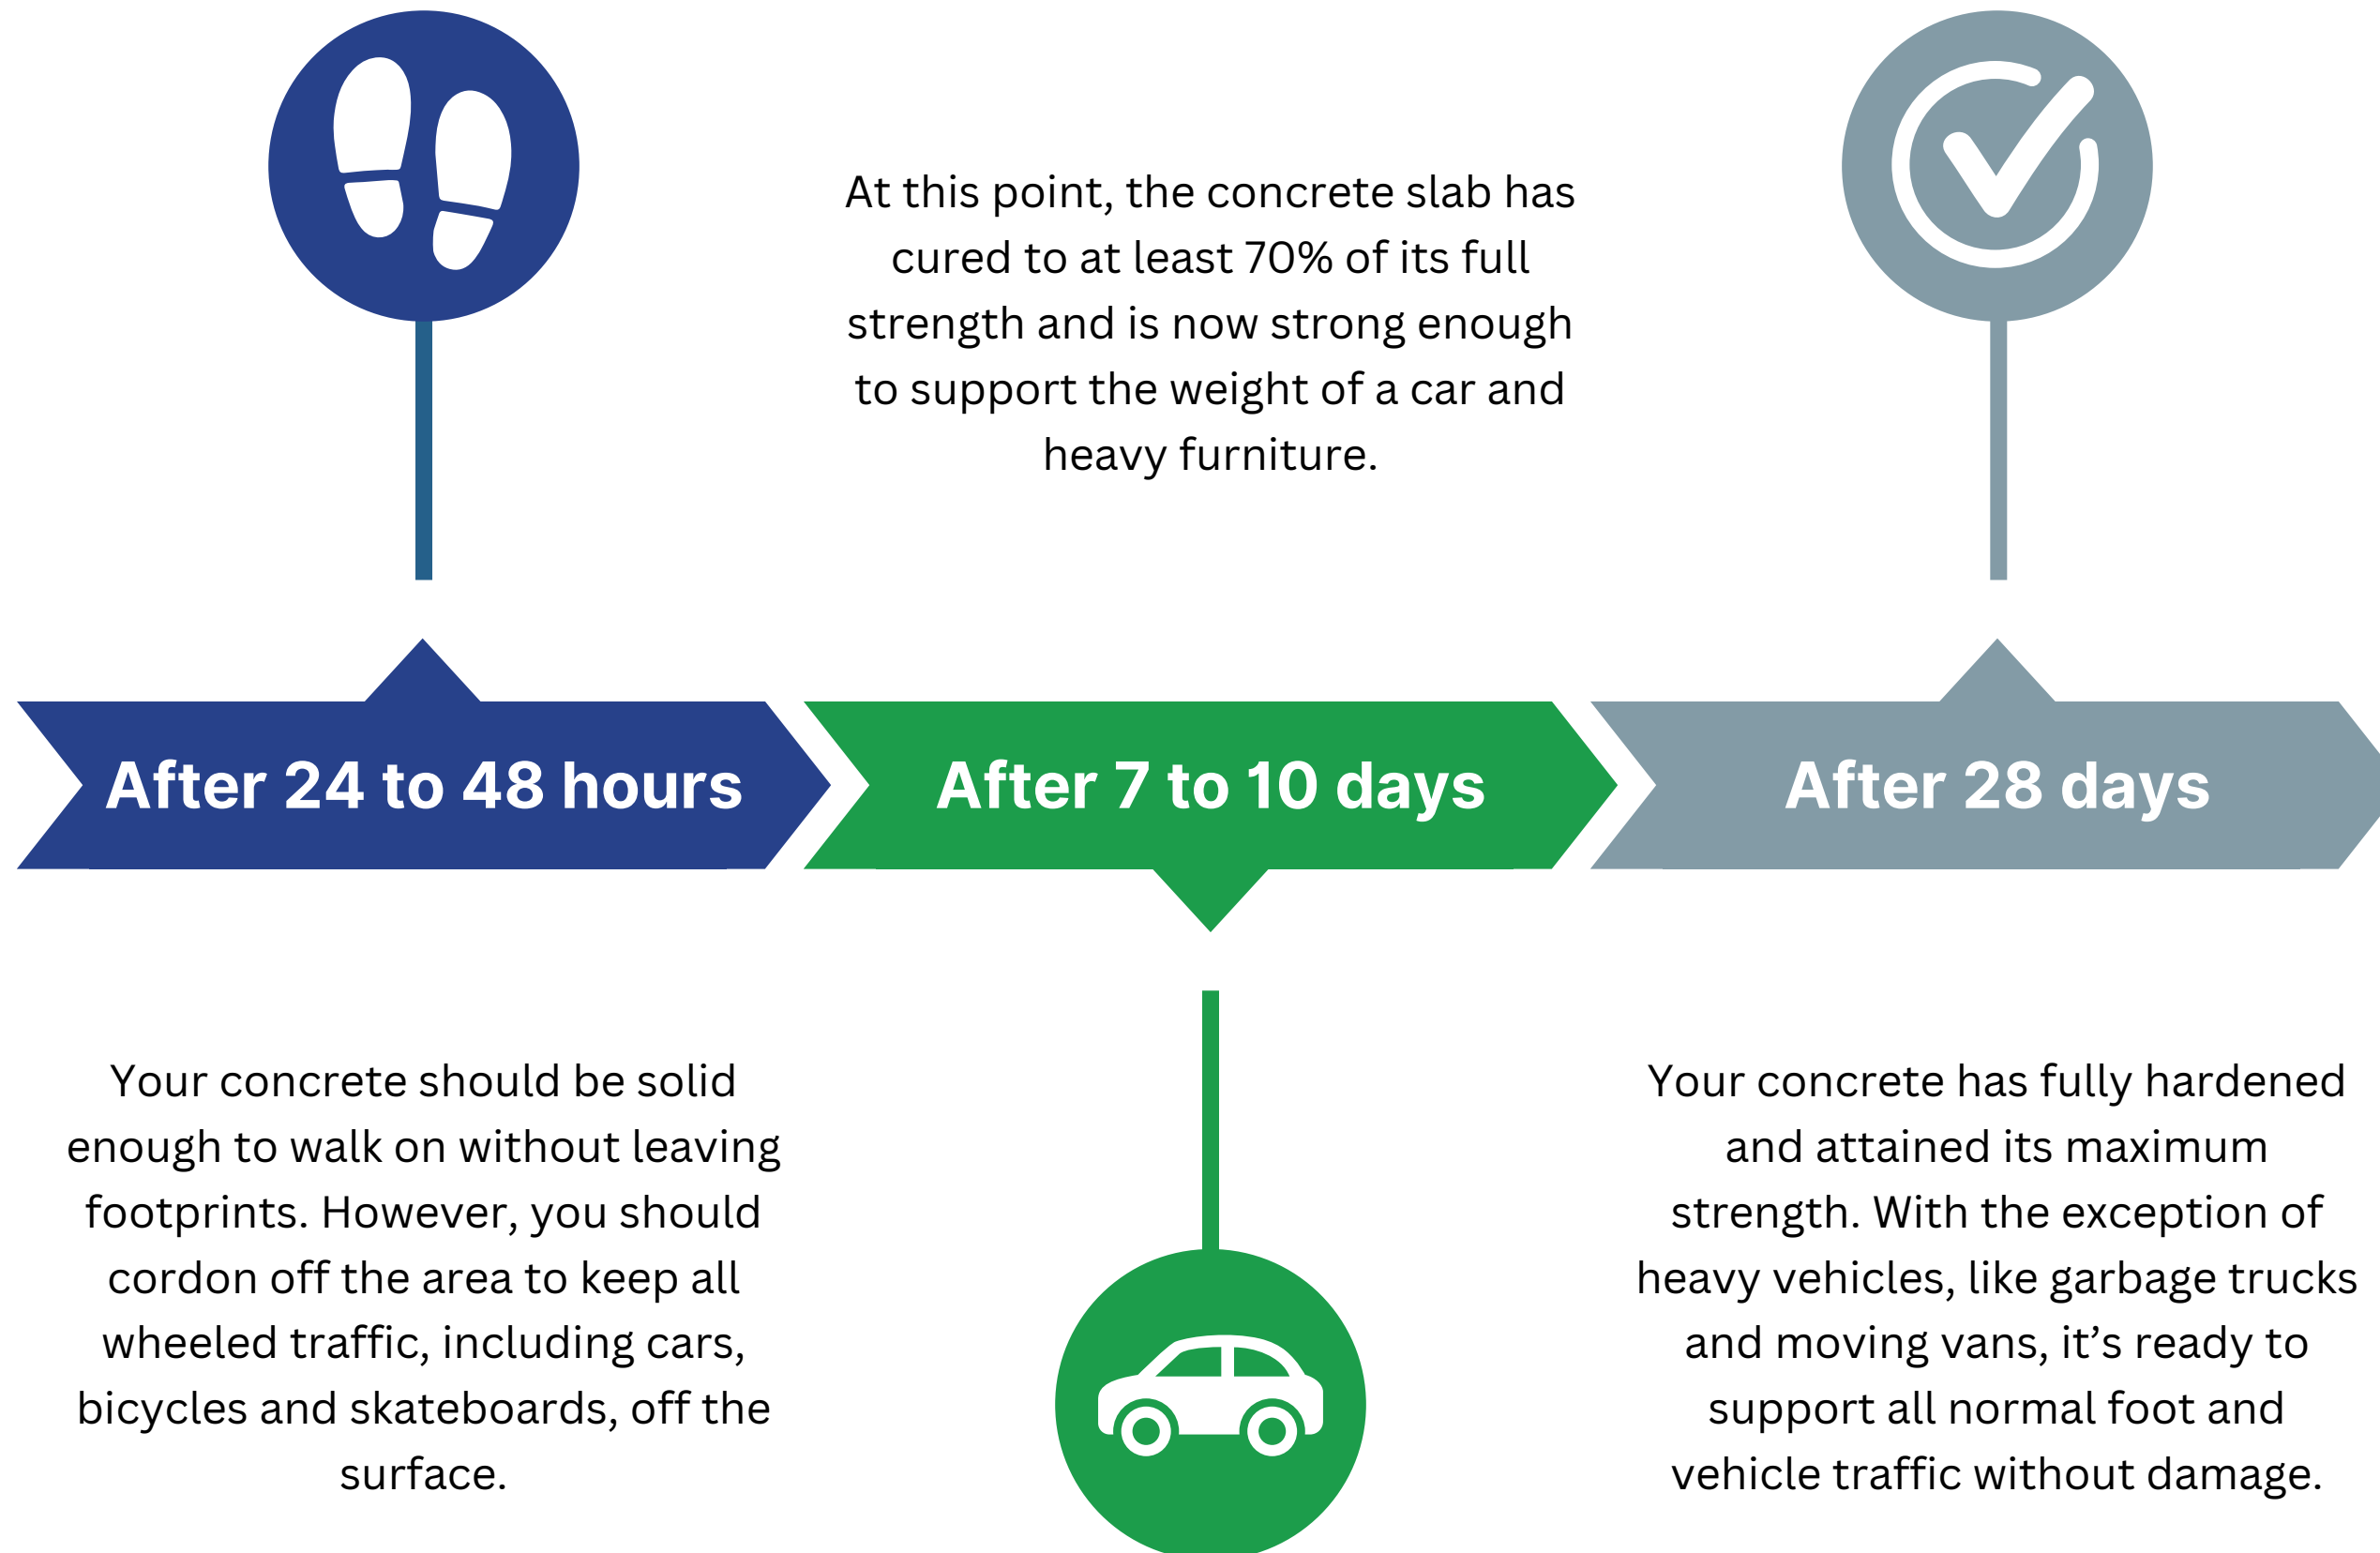 After 24 to 48 hours
Your concrete should be solid
enough to walk on without leaving
footprints. However, you should
cordon off the area to keep all
wheeled traffic, including cars,
bicycles and skateboards, off the
surface.
At this point, the concrete slab has
cured to at least 70% of its full
strength and is now strong enough
to support the weight of a car and
heavy furniture.
After 7 to 10 days
After 28 days
Your concrete has fully hardened
and attained its maximum
strength. With the exception of
heavy vehicles, like garbage trucks
and moving vans, it’s ready to
support all normal foot and
vehicle traffic without damage.